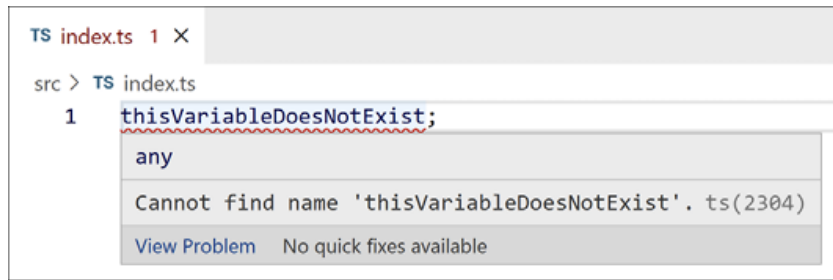 TS index.ts 1 ×
src > TS index.ts
1 thisVariableDoesNotExist;
any
Cannot find name 'thisVariableDoesNotExist'. ts(2304)
View Problem No quick fixes available